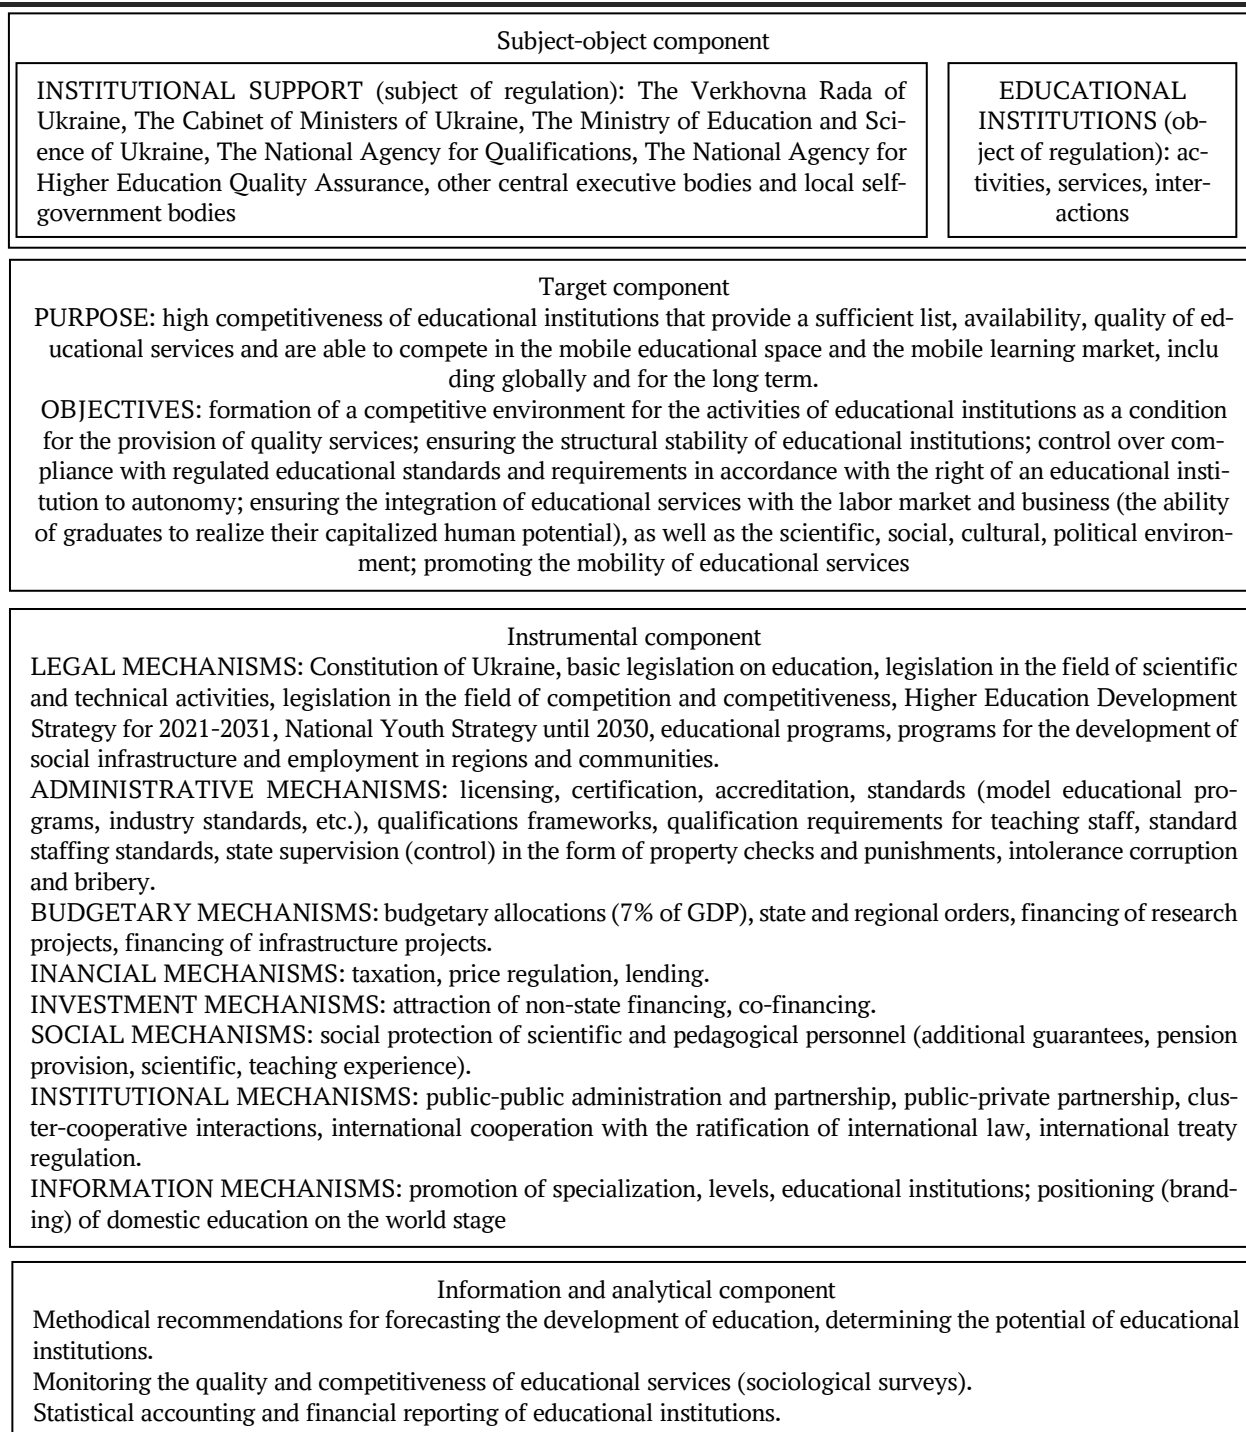 Subject-object component
INSTITUTIONAL SUPPORT (subject of regulation): The Verkhovna Rada of
Ukraine, The Cabinet of Ministers of Ukraine, The Ministry of Education and Sci-
ence of Ukraine, The National Agency for Qualifications, The National Agency for
Higher Education Quality Assurance, other central executive bodies and local self-
government bodies
EDUCATIONAL
INSTITUTIONS (ob-
ject of regulation): ac-
tivities, services, inter-
actions
Target component
PURPOSE: high competitiveness of educational institutions that provide a sufficient list, availability, quality of ed-
ucational services and are able to compete in the mobile educational space and the mobile learning market, inclu
ding globally and for the long term.
OBJECTIVES: formation of a competitive environment for the activities of educational institutions as a condition
for the provision of quality services; ensuring the structural stability of educational institutions; control over com-
pliance with regulated educational standards and requirements in accordance with the right of an educational insti-
tution to autonomy; ensuring the integration of educational services with the labor market and business (the ability
of graduates to realize their capitalized human potential), as well as the scientific, social, cultural, political environ-
ment; promoting the mobility of educational services
Instrumental component
LEGAL MECHANISMS: Constitution of Ukraine, basic legislation on education, legislation in the field of scientific
and technical activities, legislation in the field of competition and competitiveness, Higher Education Development
Strategy for 2021-2031, National Youth Strategy until 2030, educational programs, programs for the development of
social infrastructure and employment in regions and communities.
ADMINISTRATIVE MECHANISMS: licensing, certification, accreditation, standards (model educational pro-
grams, industry standards, etc.), qualifications frameworks, qualification requirements for teaching staff, standard
staffing standards, state supervision (control) in the form of property checks and punishments, intolerance corruption
and bribery.
BUDGETARY MECHANISMS: budgetary allocations (7% of GDP), state and regional orders, financing of research
projects, financing of infrastructure projects.
INANCIAL MECHANISMS: taxation, price regulation, lending.
INVESTMENT MECHANISMS: attraction of non-state financing, co-financing.
SOCIAL MECHANISMS: social protection of scientific and pedagogical personnel (additional guarantees, pension
provision, scientific, teaching experience).
INSTITUTIONAL MECHANISMS: public-public administration and partnership, public-private partnership, clus-
ter-cooperative interactions, international cooperation with the ratification of international law, international treaty
regulation.
INFORMATION MECHANISMS: promotion of specialization, levels, educational institutions; positioning (brand-
ing) of domestic education on the world stage
Information and analytical component
Methodical recommendations for forecasting the development of education, determining the potential of educational
institutions.
Monitoring the quality and competitiveness of educational services (sociological surveys).
Statistical accounting and financial reporting of educational institutions.